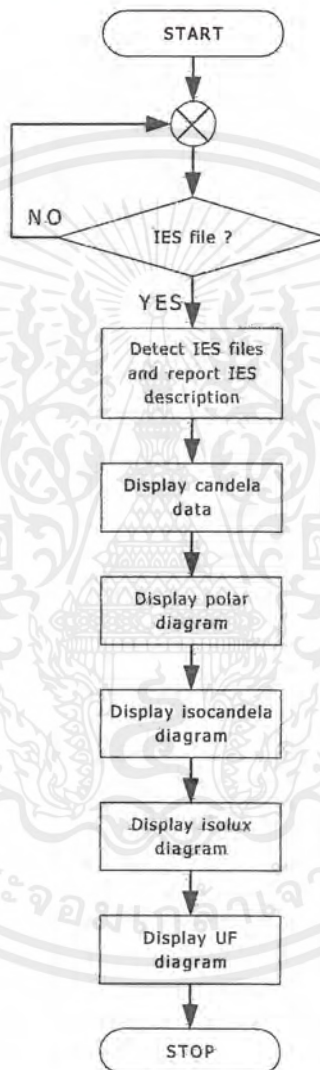 START
IES file ?
NO
YES
Detect IES files
and report IES
description
Display candela
data
Display polar
diagram
Display isocandela
diagram
Display isolux
diagram
Display UF
diagram
STOP